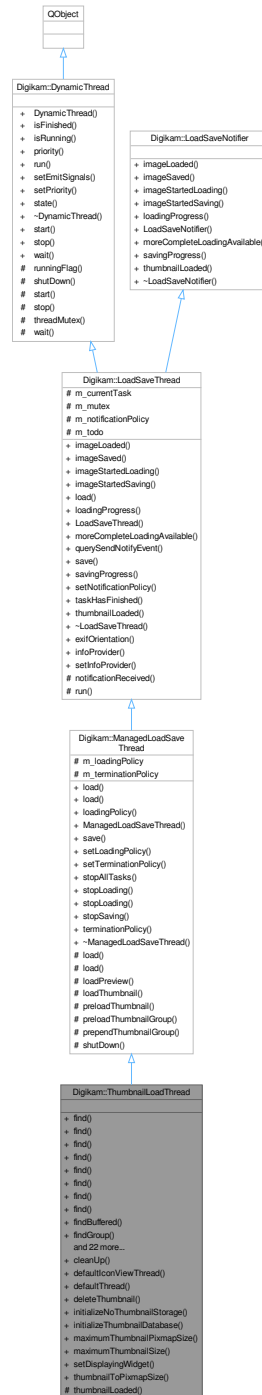 QObject
Digikam::DynamicThread
+ DynamicThread()
+ isFinished()
+ isRunning()
+ priority()
+ run()
+ setEmitSignals()
+ setPriority()
+ state()
+ ~DynamicThread()
+ start()
+ stop()
+ wait()
# runningFlag()
# shutDown()
# start()
# stop()
# threadMutex()
# wait()
Digikam::LoadSaveNotifier
+ imageLoaded()
+ imageSaved()
+ imageStartedLoading()
+ imageStartedSaving()
+ loadingProgress()
+ LoadSaveNotifier()
+ moreCompleteLoadingAvailable()
+ savingProgress()
+ thumbnailLoaded()
+ ~LoadSaveNotifier()
Digikam::LoadSaveThread
# m_currentTask
# m_mutex
# m_notificationPolicy
# m_todo
+ imageLoaded()
+ imageSaved()
+ imageStartedLoading()
+ imageStartedSaving()
+ load()
+ loadingProgress()
+ LoadSaveThread()
+ moreCompleteLoadingAvailable()
+ querySendNotifyEvent()
+ save()
+ savingProgress()
+ setNotificationPolicy()
+ taskHasFinished()
+ thumbnailLoaded()
+ ~LoadSaveThread()
+ exifOrientation()
+ infoProvider()
+ setInfoProvider()
# notificationReceived()
# run()
Digikam::ManagedLoadSave
Thread
# m_loadingPolicy
# m_terminationPolicy
+ load()
+ load()
+ loadingPolicy()
+ ManagedLoadSaveThread()
+ save()
+ setLoadingPolicy()
+ setTerminationPolicy()
+ stopAllTasks()
+ stopLoading()
+ stopLoading()
+ stopSaving()
+ terminationPolicy()
+ ~ManagedLoadSaveThread()
# load()
# load()
# loadPreview()
# loadThumbnail()
# preloadThumbnail()
# preloadThumbnailGroup()
# prependThumbnailGroup()
# shutDown()
Digikam::ThumbnailLoadThread
+ find()
+ find()
+ find()
+ find()
+ find()
+ find()
+ find()
+ find()
+ findBuffered()
+ findGroup()
and 22 more...
+ cleanUp()
+ defaultIconViewThread()
+ defaultThread()
+ deleteThumbnail()
+ initializeNoThumbnailStorage()
+ initializeThumbnailDatabase()
+ maximumThumbnailPixmapSize()
+ maximumThumbnailSize()
+ setDisplayingWidget()
+ thumbnailToPixmapSize()
# thumbnailLoaded()